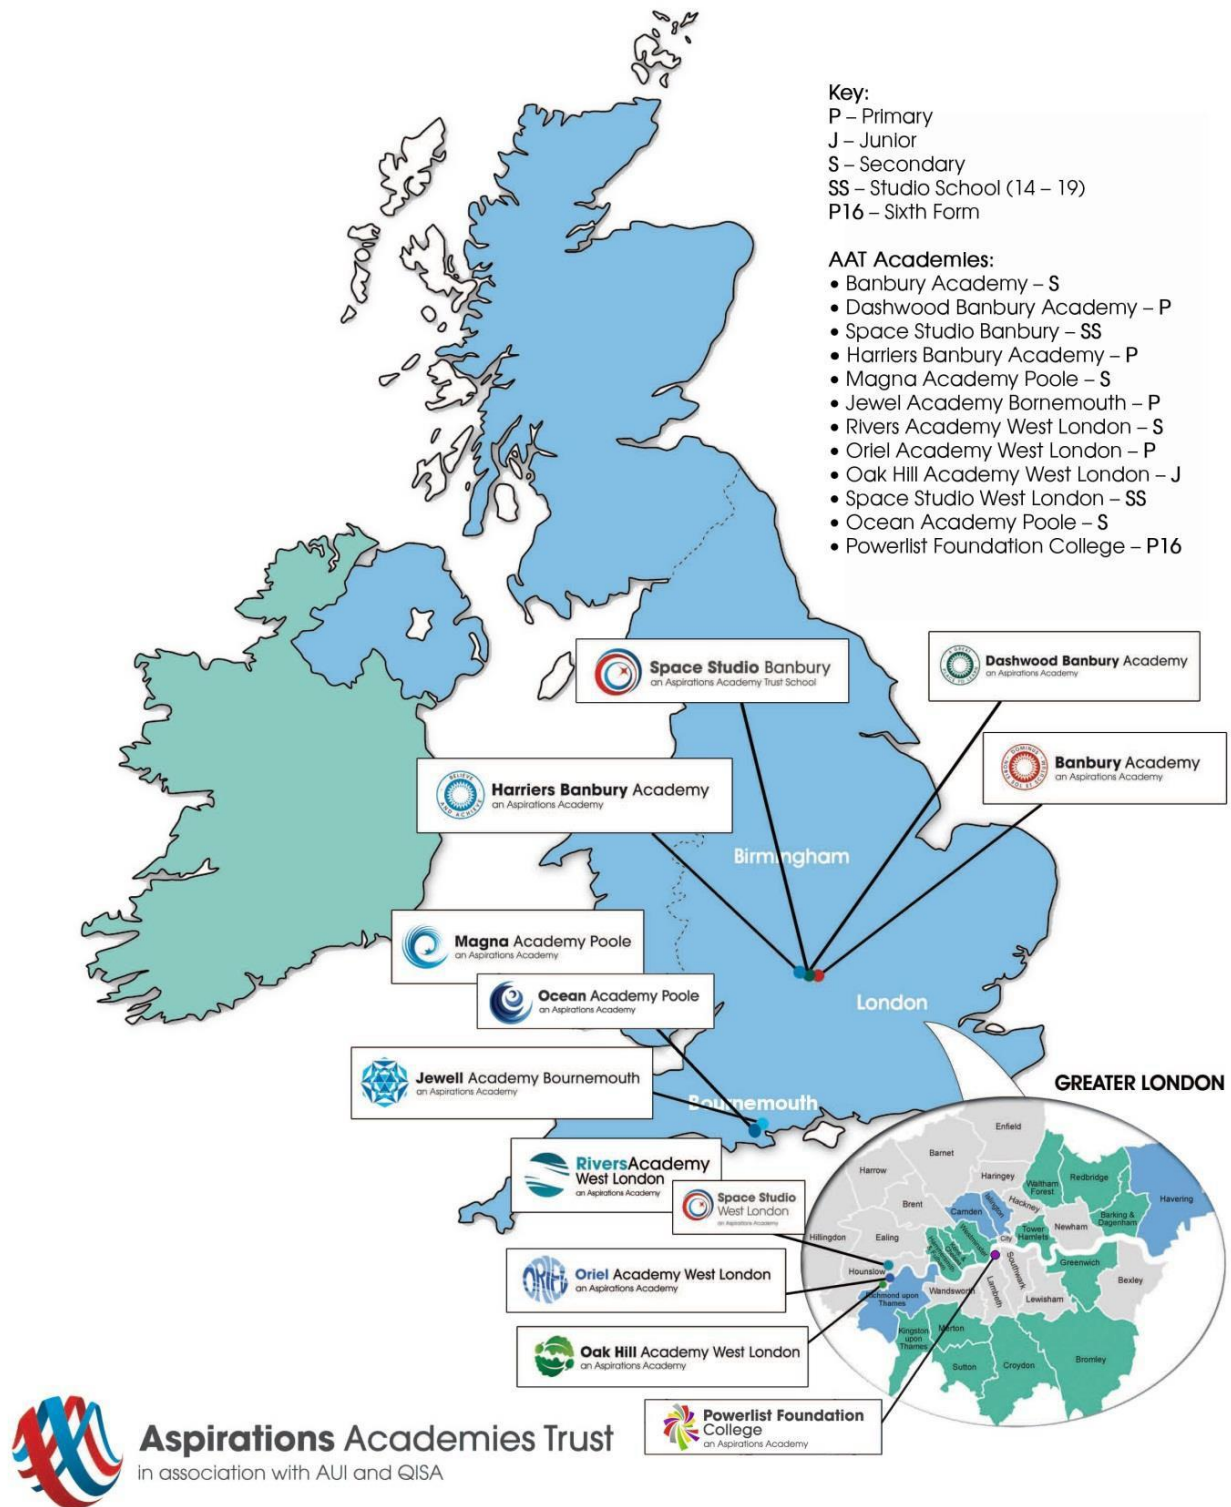 Key:
P – Primary
J – Junior
S – Secondary
SS – Studio School (14 – 19)
P16 – Sixth Form
AAT Academies:
• Banbury Academy – S
• Dashwood Banbury Academy – P
• Space Studio Banbury – SS
• Harriers Banbury Academy – P
• Magna Academy Poole – S
• Jewel Academy Bornemouth – P
• Rivers Academy West London – S
• Oriel Academy West London – P
• Oak Hill Academy West London – J
• Space Studio West London – SS
• Ocean Academy Poole – S
• Powerlist Foundation College – P16
Space Studio Banbury
an Aspirations Academy Trust School
Dashwood Banbury Academy
an Aspirations Academy
Banbury Academy
an Aspirations Academy
BELIEVE
AND ACHIEVE
Harriers Banbury Academy
an Aspirations Academy
Birmingham
Magna Academy Poole
an Aspirations Academy
Ocean Academy Poole
an Aspirations Academy
London
Jewell Academy Bournemouth
an Aspirations Academy
Bournemouth
GREATER LONDON
RiversAcademy
West London
an Aspirations Academy
Space Studio
West London
an Aspirations Academy
ORIEL
Oriel Academy West London
an Aspirations Academy
Oak Hill Academy West London
an Aspirations Academy
Powerlist Foundation
College
an Aspirations Academy
Enfield
Barnet
Harrow
Haringey
Waltham
Forest
Redbridge
Havering
Brent
Camden
Islington
Hackney
Barking &
Dagenham
Hillingdon
Ealing
Westminster
City
Tower
Hamlets
Newham
Hounslow
Southwark
Greenwich
Bexley
Richmond upon
Thames
Wandsworth
Lambeth
Lewisham
Kingston
upon
Thames
Merton
Sutton
Croydon
Bromley
Aspirations Academies Trust
in association with AUI and QISA